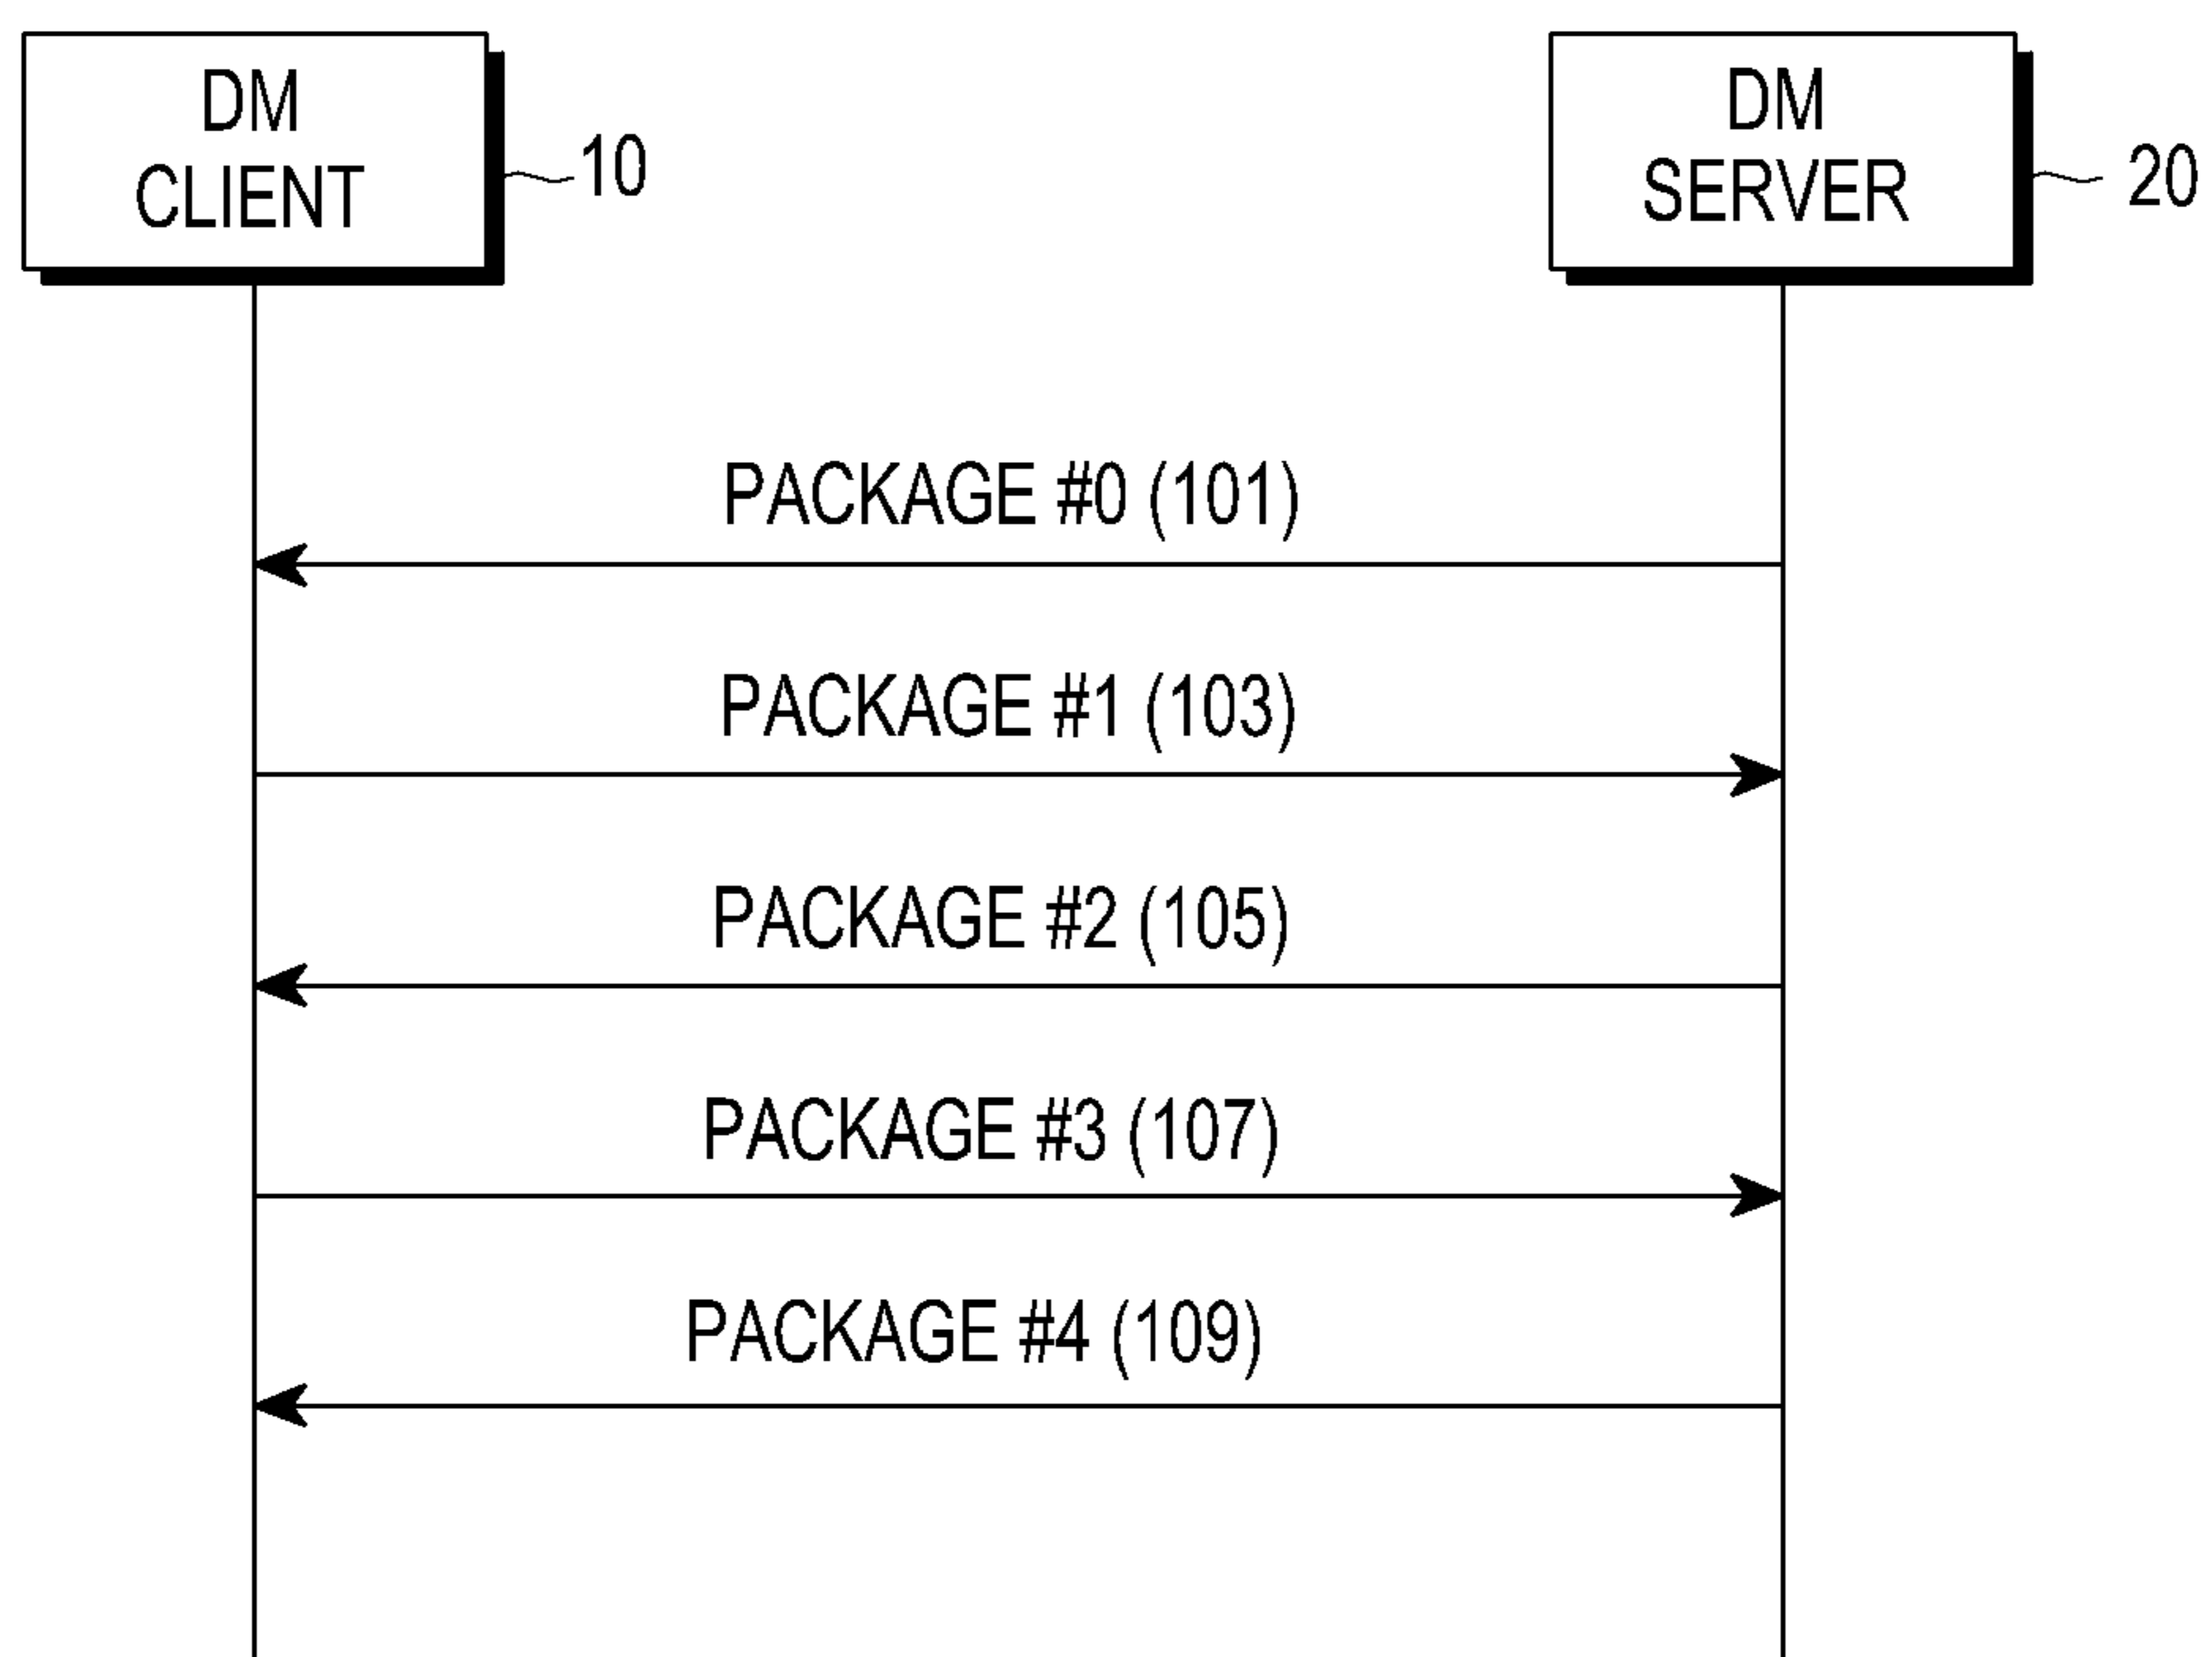 DM
CLIENT
10
DM
SERVER
20
PACKAGE #0 (101)
PACKAGE #1 (103)
PACKAGE #2 (105)
PACKAGE #3 (107)
PACKAGE #4 (109)